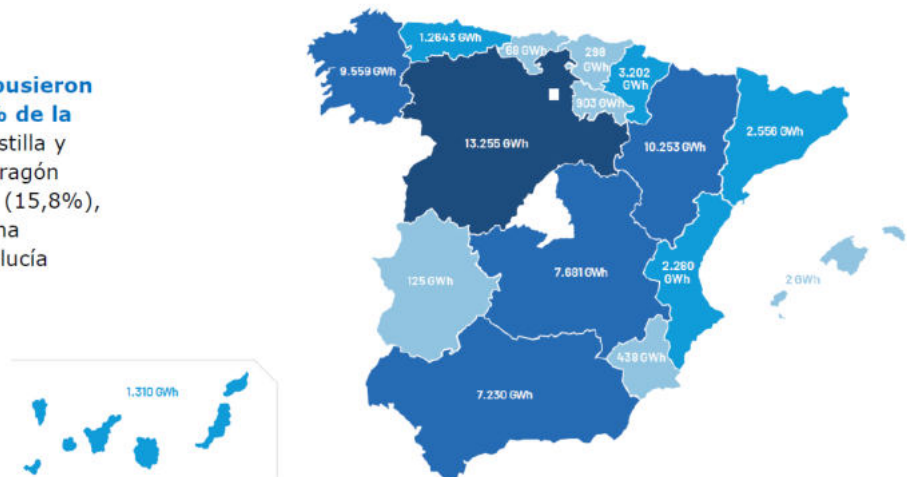 pusieron
% de la
stilla y
ragón
(15,8%),
na
lucía
1.2643 GWh
68 GWh
298
GWh
9.559 GWh
3.202
GWh
903 GWh
2.556 GWh
13.255 GWh
10.253 GWh
2.280
GWh
7.681 GWh
125 GWh
2 GWh
438 GWh
1.310 GWh
7.230 GWh